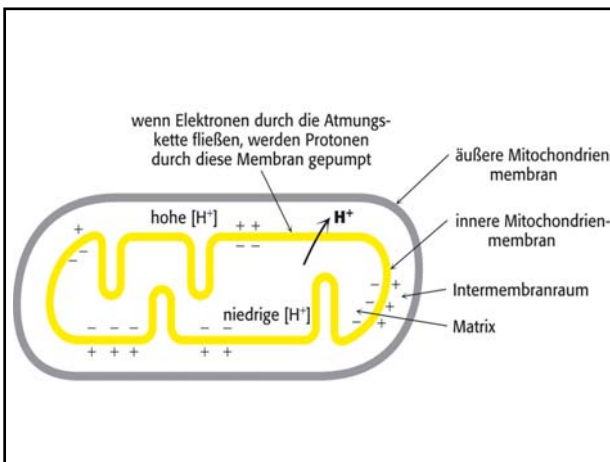 wenn Elektronen durch die Atmungs-
kette fließen, werden Protonen
durch diese Membran gepumpt
äußere Mitochondrien
membran
hohe [H⁺]
H⁺
innere Mitochondrien-
membran
Intermembranraum
niedrige [H⁺]
Matrix